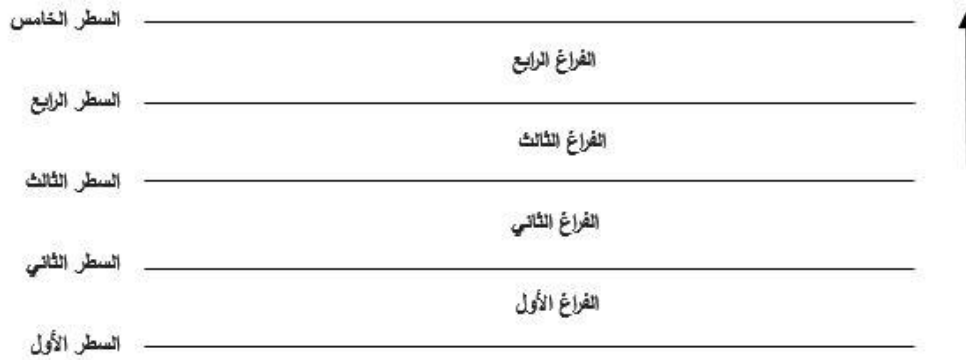 السطر الخامس
الفراغ الرابع
السطر الرابع
الفراغ الثالث
السطر الثالث
الفراغ الثاني
السطر الثاني
الفراغ الأول
السطر الأول